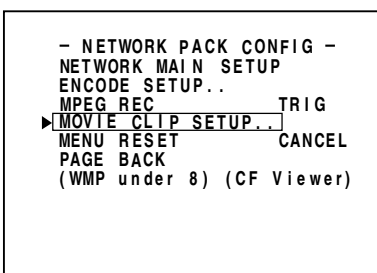 – NETWORK PACK CONFIG –
NETWORK MAIN SETUP
ENCODE SETUP..
MPEG REC TRIG
MOVIE CLIP SETUP..
MENU RESET CANCEL
PAGE BACK
(WMP under 8) (CF Viewer)